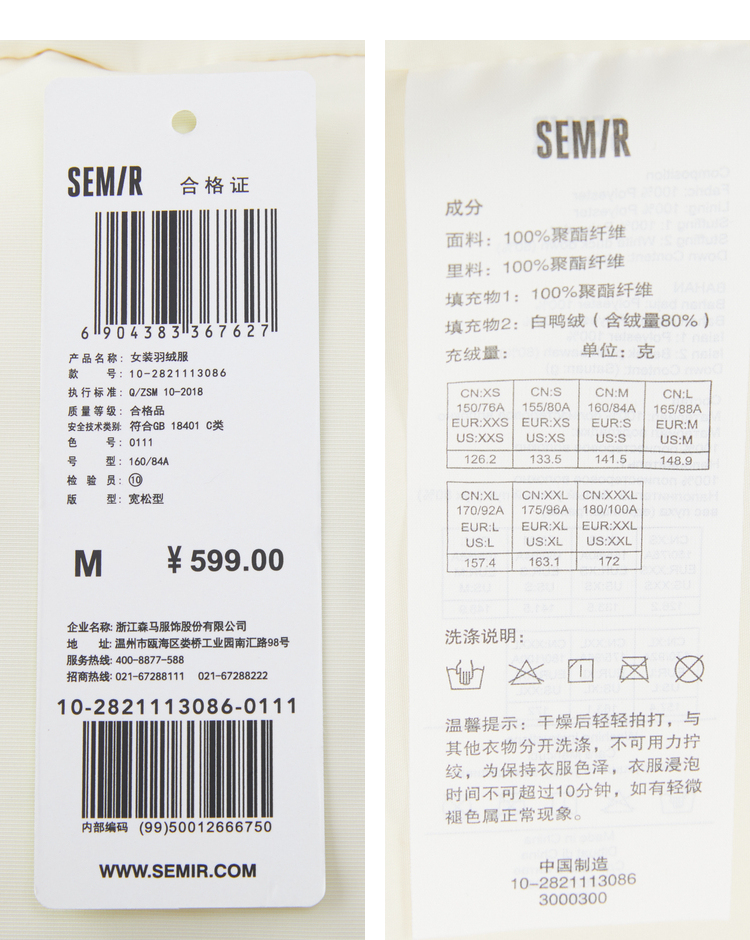 SEMIR 合格证
6 904383 367627
产品名称: 女装羽绒服
款 号: 10-2821113086
执行标准: Q/ZSM 10-2018
质量等级: 合格品
安全技术类别: 符合GB 18401 C类
色 号: 0111
号 型: 160/84A
检 验 员: ⑩
版 型: 宽松型
M ¥599.00
企业名称: 浙江森马服饰股份有限公司
地 址: 温州市瓯海区娄桥工业园南汇路98号
服务热线: 400-8877-588
招商热线: 021-67288111 021-67288222
10-2821113086-0111
内部编码 (99)50012666750
WWW.SEMIR.COM
SEMIR
成分
面料: 100%聚酯纤维
里料: 100%聚酯纤维
填充物1: 100%聚酯纤维
填充物2: 白鸭绒(含绒量80%)
充绒量: 单位: 克
CN:XS CN:S CN:M CN:L
150/76A 155/80A 160/84A 165/88A
EUR:XXS EUR:XS EUR:S EUR:M
US:XXS US:XS US:S US:M
126.2 133.5 141.5 148.9
CN:XL CN:XXL CN:XXXL
170/92A 175/96A 180/100A
EUR:L EUR:XL EUR:XXL
US:L US:XL US:XXL
157.4 163.1 172
洗涤说明:
温馨提示: 干燥后轻轻拍打, 与
其他衣物分开洗涤, 不可用力拧
绞, 为保持衣服色泽, 衣服浸泡
时间不可超过10分钟, 如有轻微
褪色属正常现象。
中国制造
10-2821113086
3000300